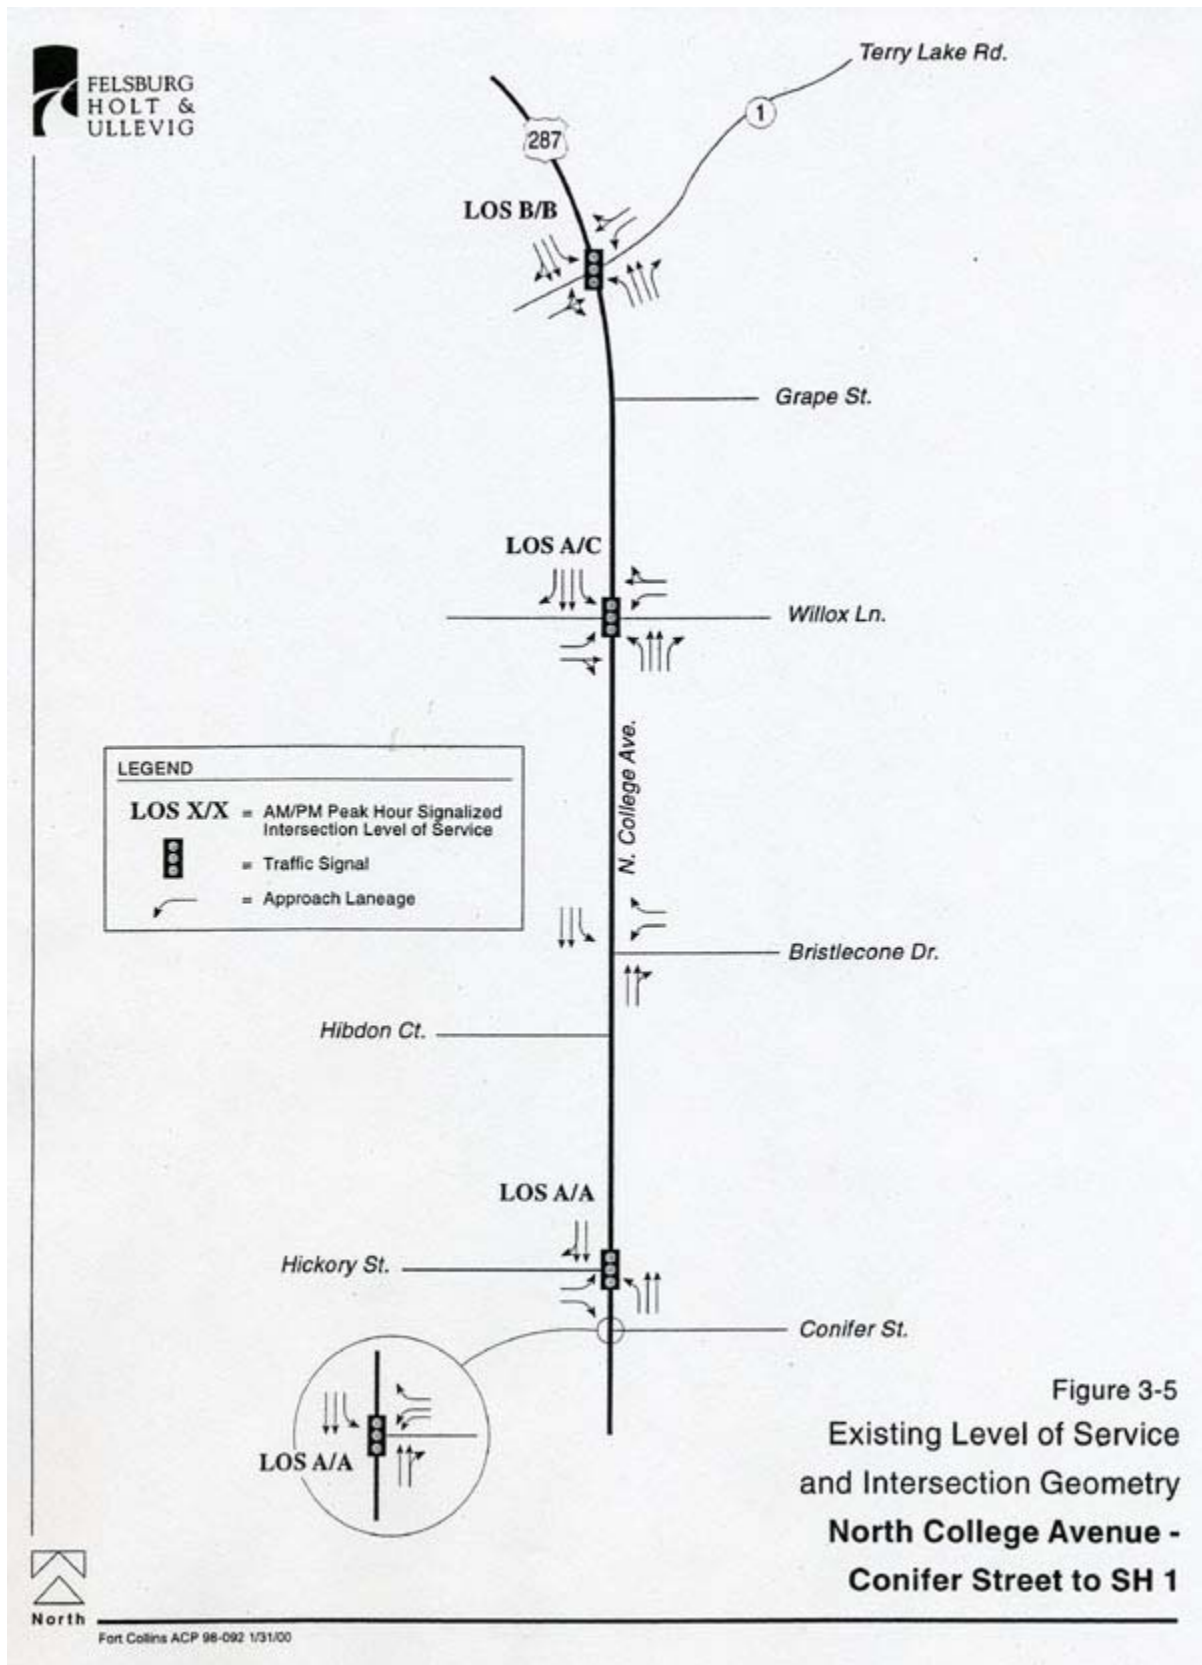 FELSBURG
HOLT &
ULLEVIG
Terry Lake Rd.
1
287
LOS B/B
Grape St.
LOS A/C
Willox Ln.
N. College Ave.
LEGEND
LOS X/X = AM/PM Peak Hour Signalized
Intersection Level of Service
= Traffic Signal
= Approach Laneage
Bristlecone Dr.
Hibdon Ct.
LOS A/A
Hickory St.
Conifer St.
LOS A/A
Figure 3-5
Existing Level of Service
and Intersection Geometry
North College Avenue -
Conifer Street to SH 1
North
Fort Collins ACP 98-092 1/31/00